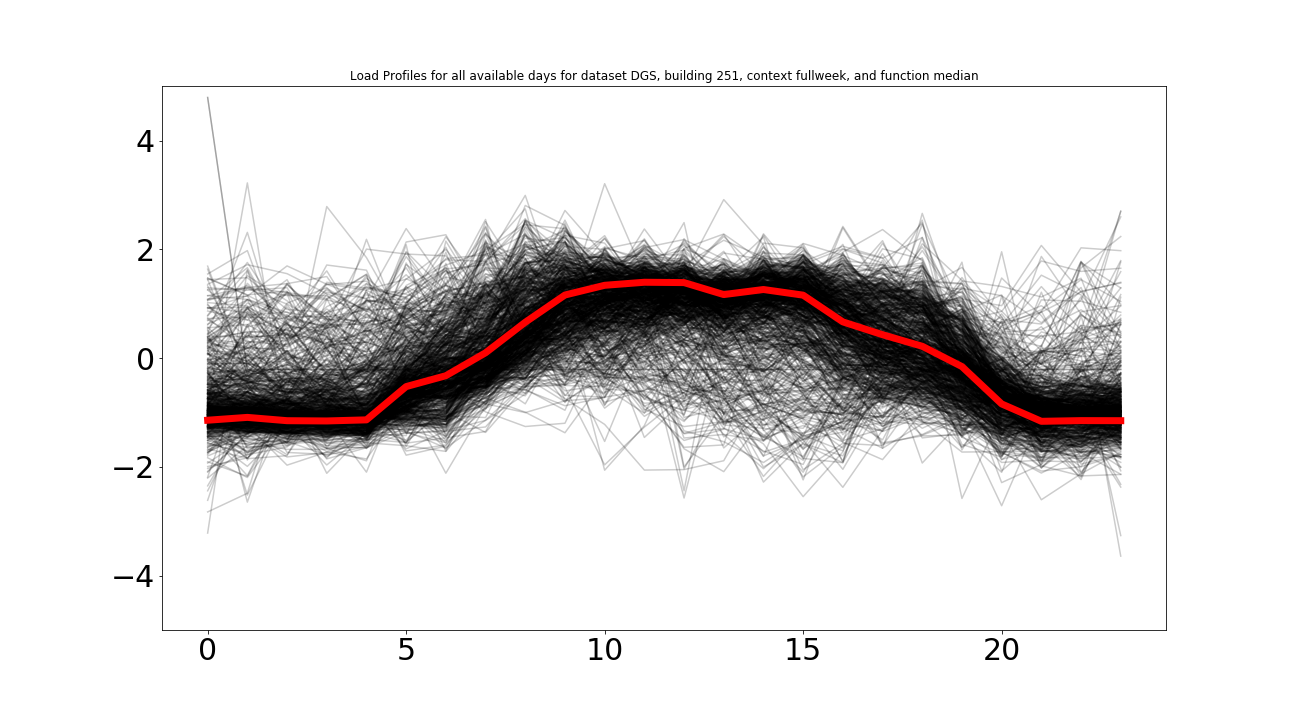 Load Profiles for all available days for dataset DGS, building 251, context fullweek, and function median
4
2
0
−2
−4
0 5 10 15 20